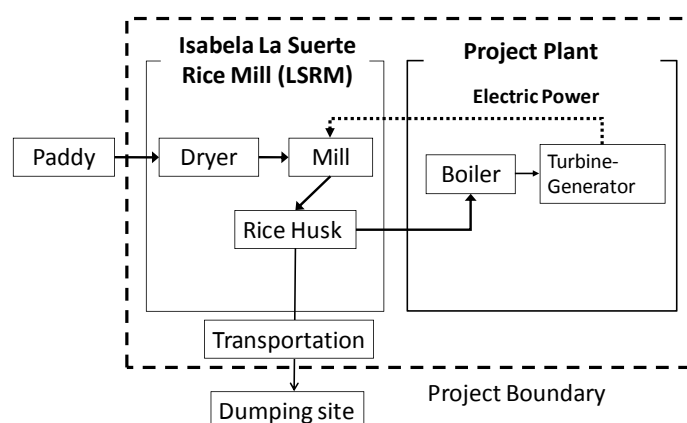 Isabela La Suerte
Rice Mill (LSRM)
Project Plant
Electric Power
Paddy
Dryer
Mill
Boiler
Turbine-
Generator
Rice Husk
Transportation
Project Boundary
Dumping site